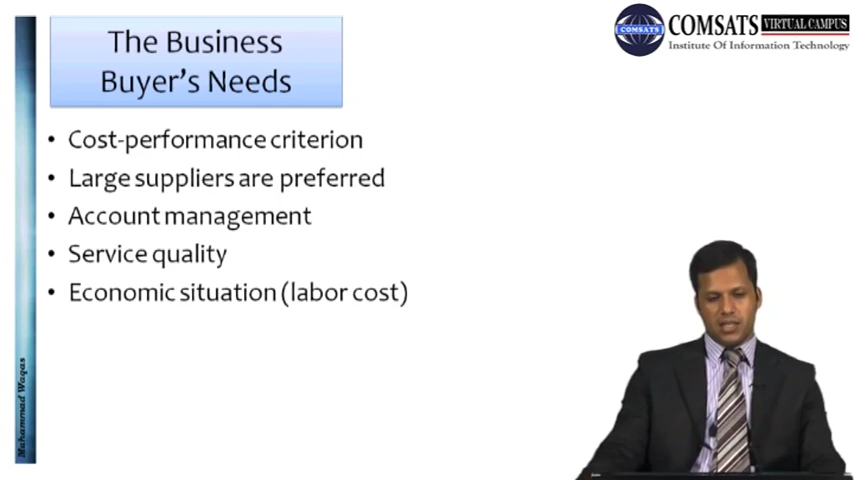 The Business
Buyer's Needs
COMSATS VIRTUAL CAMPUS
Institute Of Information Technology
COMSATS
• Cost-performance criterion
• Large suppliers are preferred
• Account management
• Service quality
• Economic situation (labor cost)
Muhammad Waqas